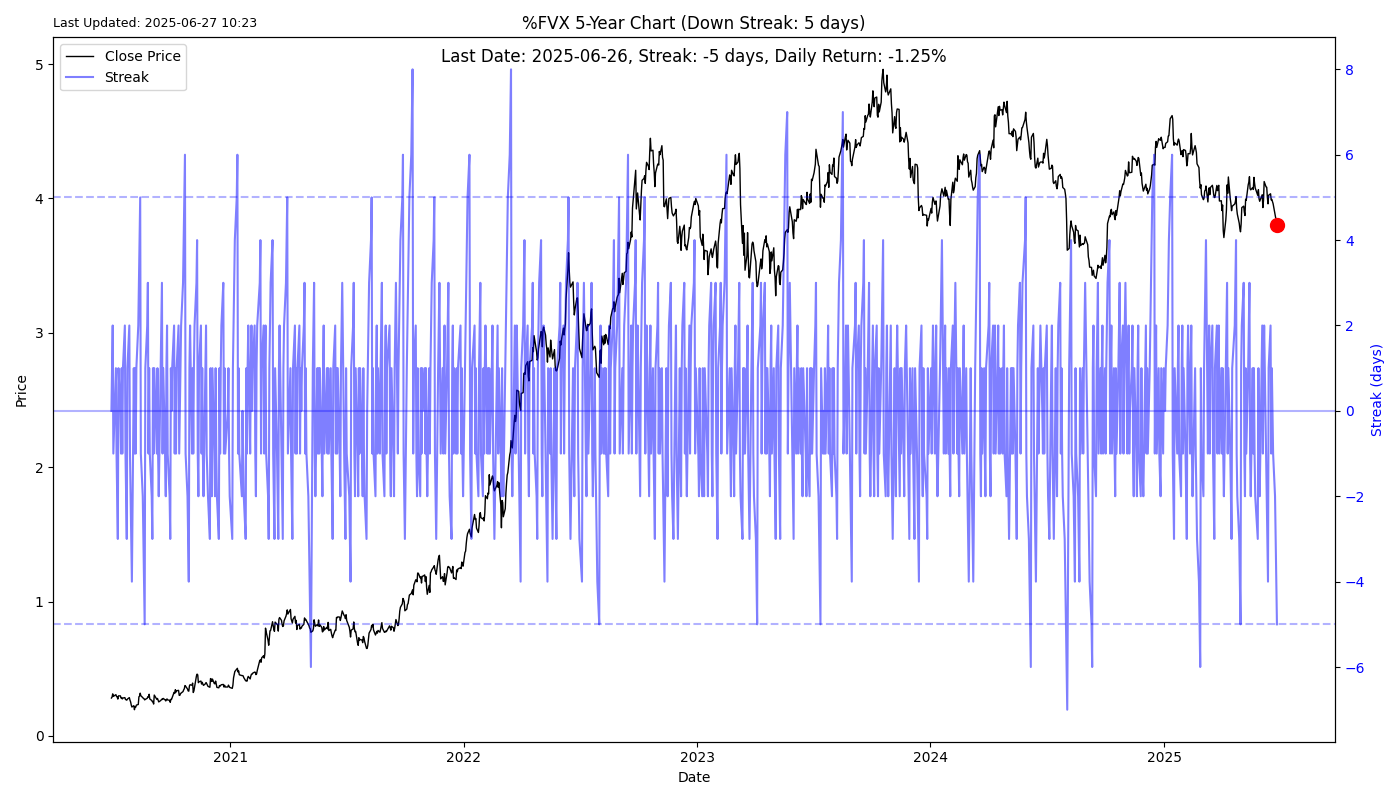 Last Updated: 2025-06-27 10:23
%FVX 5-Year Chart (Down Streak: 5 days)
Last Date: 2025-06-26, Streak: -5 days, Daily Return: -1.25%
Close Price
Streak
5
4
3
2
1
0
Price
8
6
4
2
0
−2
−4
−6
Streak (days)
2021
2022
2023
2024
2025
Date